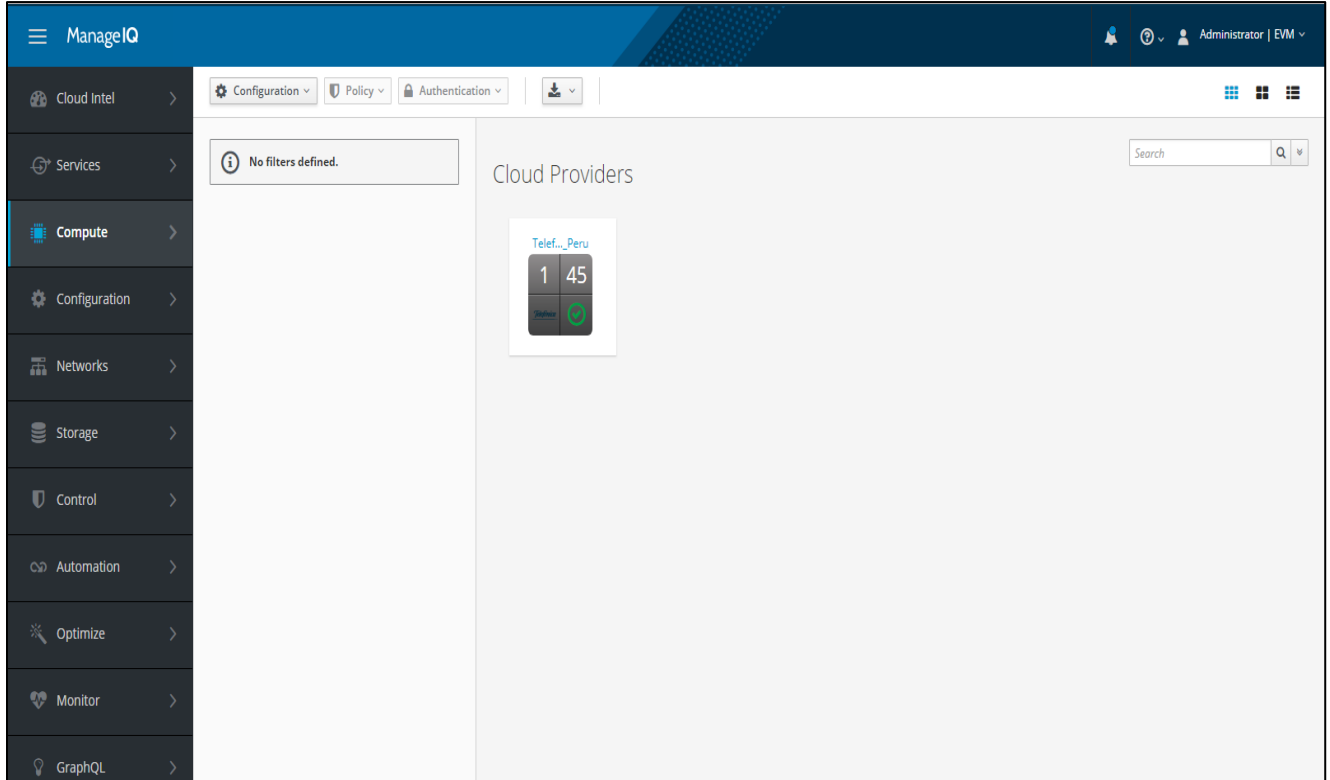 ManageIQ
Administrator | EVM
Cloud Intel
Services
Compute
Configuration
Networks
Storage
Control
Automation
Optimize
Monitor
GraphQL
Configuration
Policy
Authentication
No filters defined.
Search
Cloud Providers
Telef..._Peru
1 45